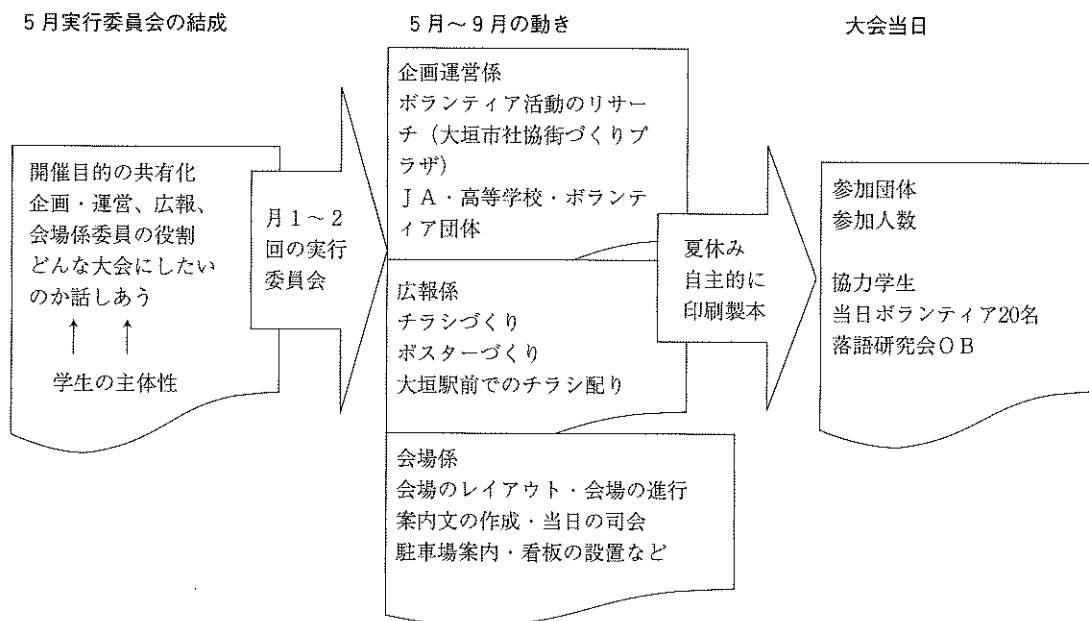 5月実行委員会の結成
開催目的の共有化
企画・運営、広報、
会場係委員の役割
どんな大会にしたい
のか話しあう
↑ ↑
学生の主体性
月1~2
回の実行
委員会
5月~9月の動き
企画運営係
ボランティア活動のリサー
チ(大垣市社協街づくりプ
ラザ)
JA・高等学校・ボランテ
ィア団体
広報係
チラシづくり
ポスターづくり
大垣駅前でのチラシ配り
会場係
会場のレイアウト・会場の進行
案内文の作成・当日の司会
駐車場案内・看板の設置など
夏休み
自主的に
印刷製本
大会当日
参加団体
参加人数
協力学生
当日ボランティア20名
落語研究会OB